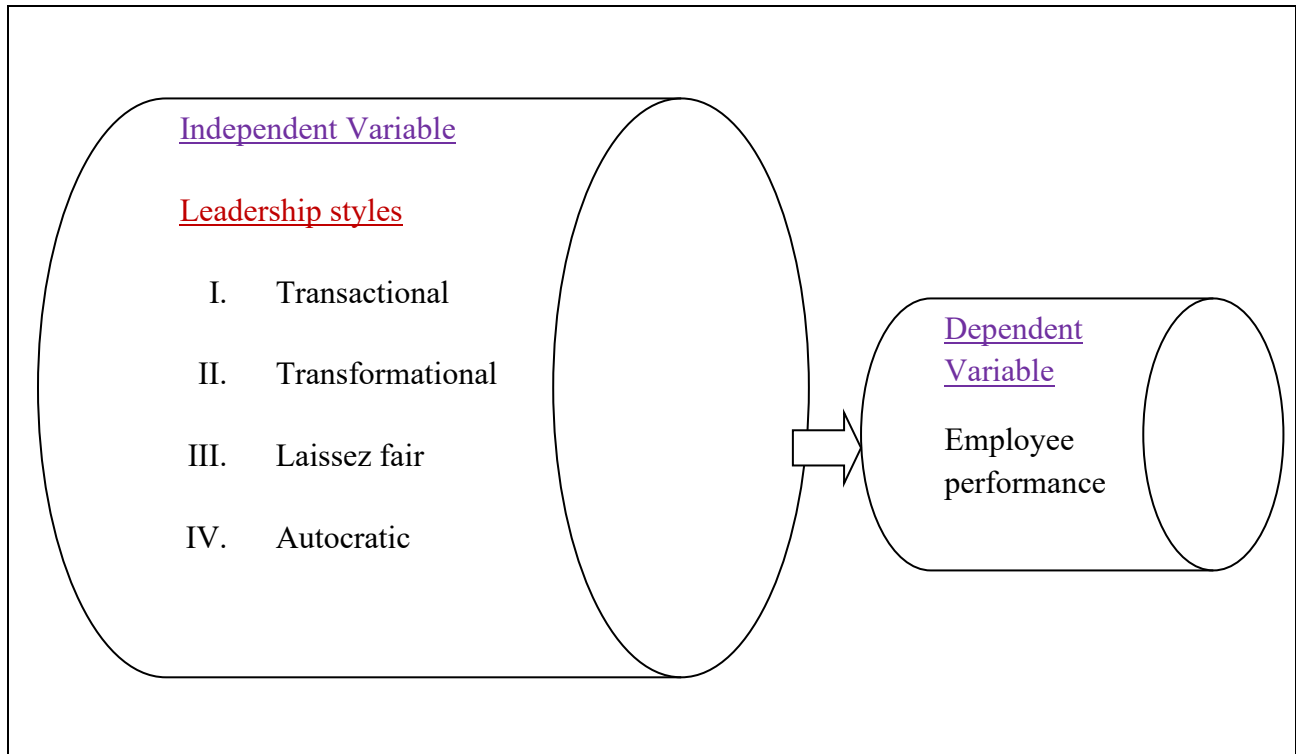 Independent Variable
Leadership styles
I. Transactional
II. Transformational
III. Laissez fair
IV. Autocratic
Dependent
Variable
Employee
performance